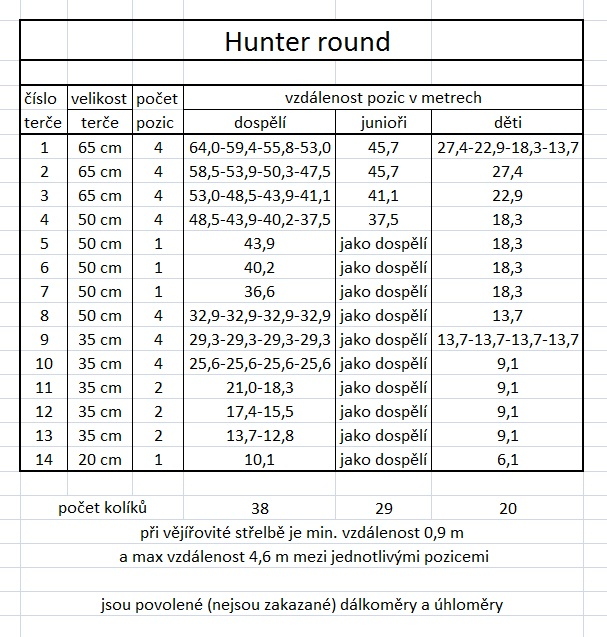 Hunter round
číslo velikost počet vzdálenost pozic v metrech
terče terče pozic dospělí junioři děti
1 65 cm 4 64,0-59,4-55,8-53,0 45,7 27,4-22,9-18,3-13,7
2 65 cm 4 58,5-53,9-50,3-47,5 45,7 27,4
3 65 cm 4 53,0-48,5-43,9-41,1 41,1 22,9
4 50 cm 4 48,5-43,9-40,2-37,5 37,5 18,3
5 50 cm 1 43,9 jako dospělí 18,3
6 50 cm 1 40,2 jako dospělí 18,3
7 50 cm 1 36,6 jako dospělí 18,3
8 50 cm 4 32,9-32,9-32,9-32,9 jako dospělí 13,7
9 35 cm 4 29,3-29,3-29,3-29,3 jako dospělí 13,7-13,7-13,7-13,7
10 35 cm 4 25,6-25,6-25,6-25,6 jako dospělí 9,1
11 35 cm 2 21,0-18,3 jako dospělí 9,1
12 35 cm 2 17,4-15,5 jako dospělí 9,1
13 35 cm 2 13,7-12,8 jako dospělí 9,1
14 20 cm 1 10,1 jako dospělí 6,1
počet kolíků 38 29 20
při vějířovité střelbě je min. vzdálenost 0,9 m
a max vzdálenost 4,6 m mezi jednotlivými pozicemi
jsou povolené (nejsou zakazané) dálkoměry a úhloměry